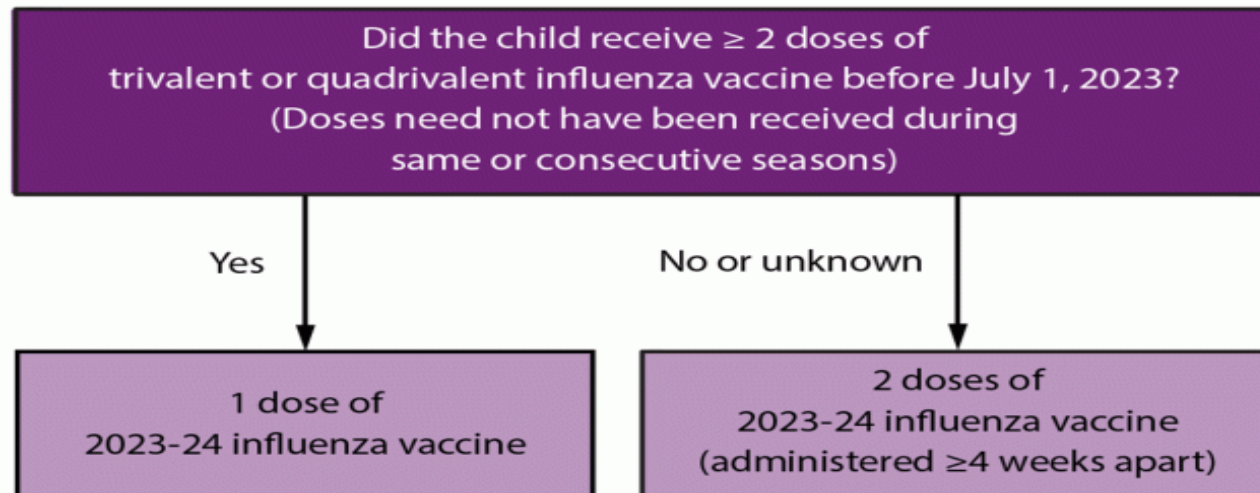 Did the child receive ≥ 2 doses of
trivalent or quadrivalent influenza vaccine before July 1, 2023?
(Doses need not have been received during
same or consecutive seasons)
Yes
No or unknown
1 dose of
2023-24 influenza vaccine
2 doses of
2023-24 influenza vaccine
(administered ≥4 weeks apart)